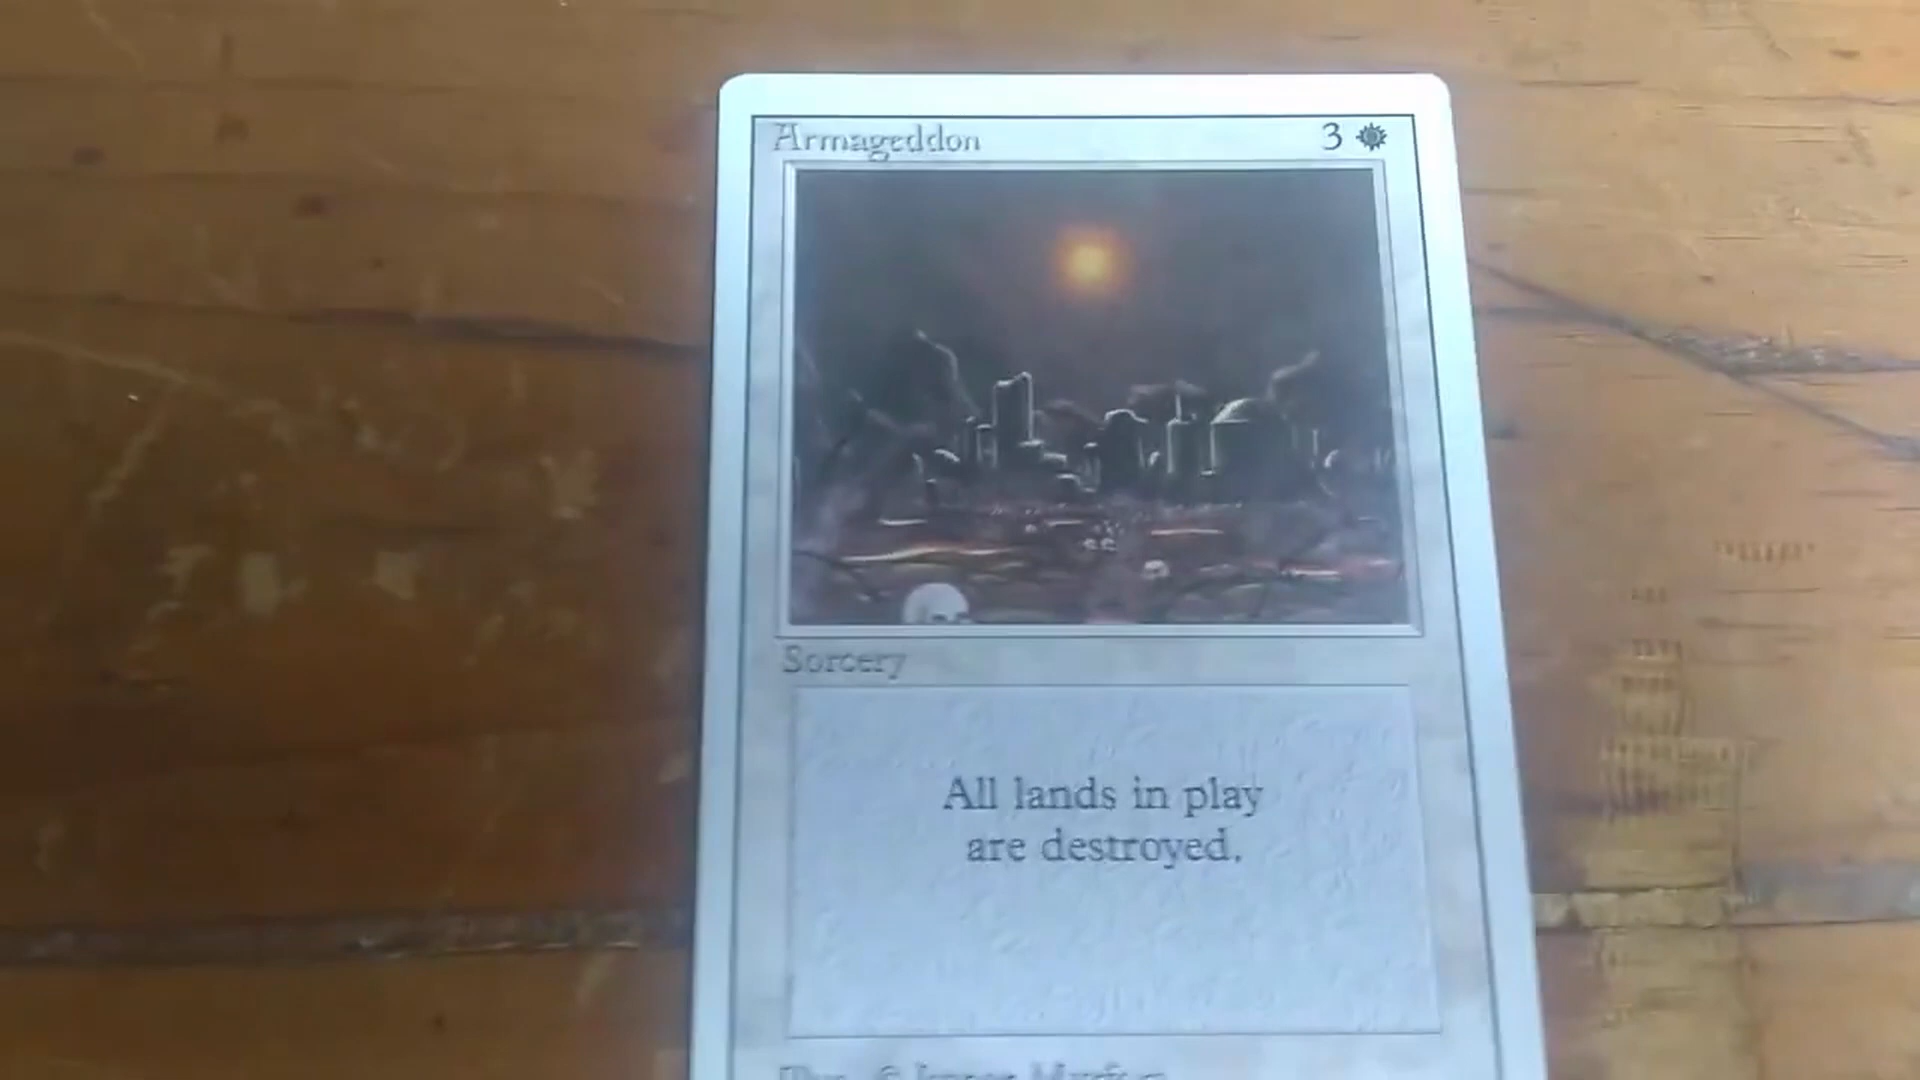 Armageddon 3
Sorcery
All lands in play
are destroyed.